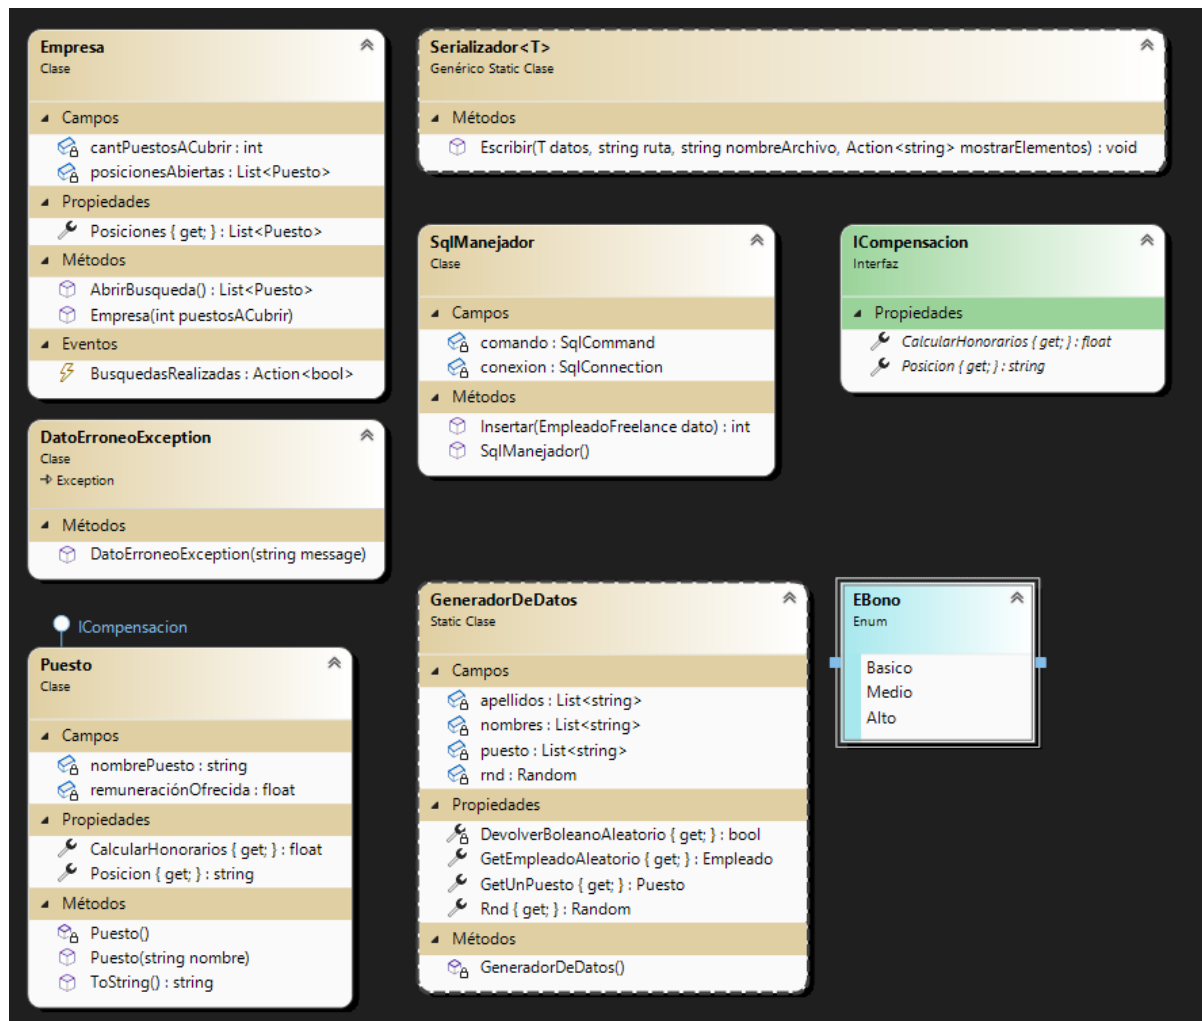 Empresa
Clase
Campos
cantPuestosACubrir : int
posicionesAbiertas : List<Puesto>
Propiedades
Posiciones { get; } : List<Puesto>
Métodos
AbrirBusqueda() : List<Puesto>
Empresa(int puestosACubrir)
Eventos
BusquedasRealizadas : Action<bool>
Serializador<T>
Genérico Static Clase
Métodos
Escribir(T datos, string ruta, string nombreArchivo, Action<string> mostrarElementos) : void
SqlManejador
Clase
Campos
comando : SqlCommand
conexion : SqlConnection
Métodos
Insertar(EmpleadoFreelance dato) : int
SqlManejador()
ICompensacion
Interfaz
Propiedades
CalcularHonorarios { get; } : float
Posicion { get; } : string
DatoErroneoException
Clase
Exception
Métodos
DatoErroneoException(string message)
ICompensacion
Puesto
Clase
Campos
nombrePuesto : string
remuneraciónOfrecida : float
Propiedades
CalcularHonorarios { get; } : float
Posicion { get; } : string
Métodos
Puesto()
Puesto(string nombre)
ToString() : string
GeneradorDeDatos
Static Clase
Campos
apellidos : List<string>
nombres : List<string>
puesto : List<string>
rnd : Random
Propiedades
DevolverBoleanoAleatorio { get; } : bool
GetEmpleadoAleatorio { get; } : Empleado
GetUnPuesto { get; } : Puesto
Rnd { get; } : Random
Métodos
GeneradorDeDatos()
EBono
Enum
Basico
Medio
Alto